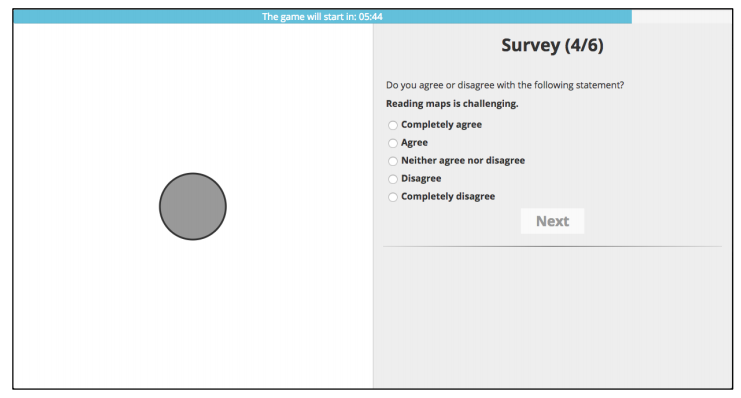 The game will start in: 05:44
Survey (4/6)
Do you agree or disagree with the following statement?
Reading maps is challenging.
Completely agree
Agree
Neither agree nor disagree
Disagree
Completely disagree
Next